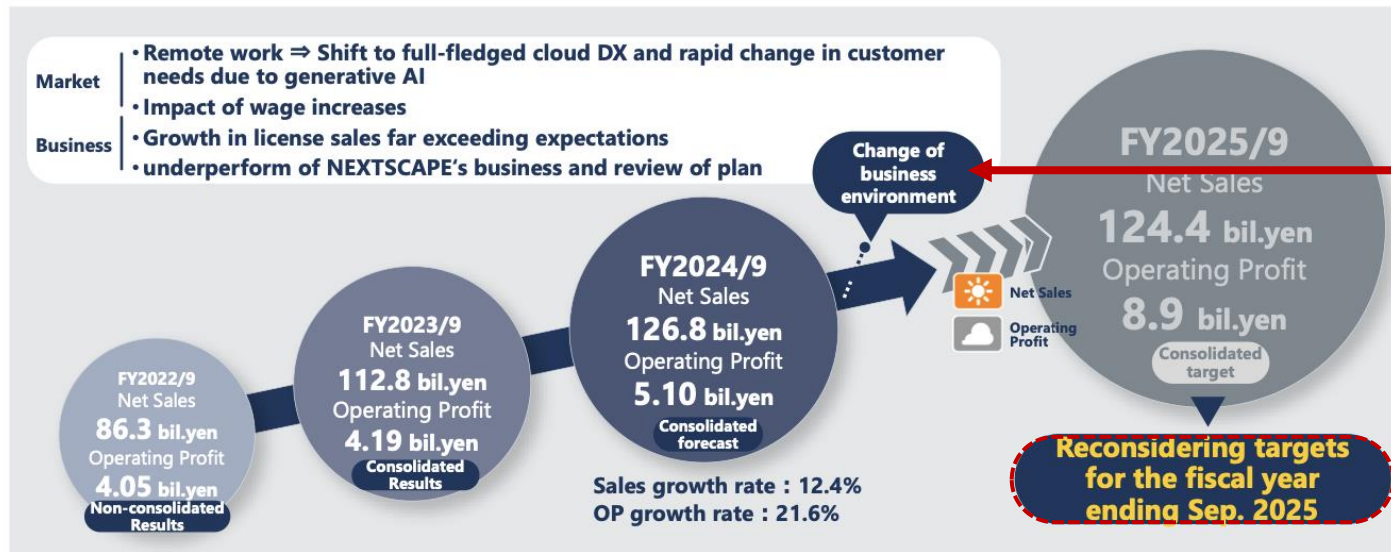 Market
• Remote work ⇒ Shift to full-fledged cloud DX and rapid change in customer
needs due to generative AI
• Impact of wage increases
Business
• Growth in license sales far exceeding expectations
• underperform of NEXTSCAPE‘s business and review of plan
Change of
business
environment
FY2022/9
Net Sales
86.3 bil.yen
Operating Profit
4.05 bil.yen
Non-consolidated
Results
FY2023/9
Net Sales
112.8 bil.yen
Operating Profit
4.19 bil.yen
Consolidated
Results
FY2024/9
Net Sales
126.8 bil.yen
Operating Profit
5.10 bil.yen
Consolidated
forecast
Sales growth rate：12.4%
OP growth rate：21.6%
Net Sales
Operating
Profit
FY2025/9
Net Sales
124.4 bil.yen
Operating Profit
8.9 bil.yen
Consolidated
target
Reconsidering targets
for the fiscal year
ending Sep. 2025